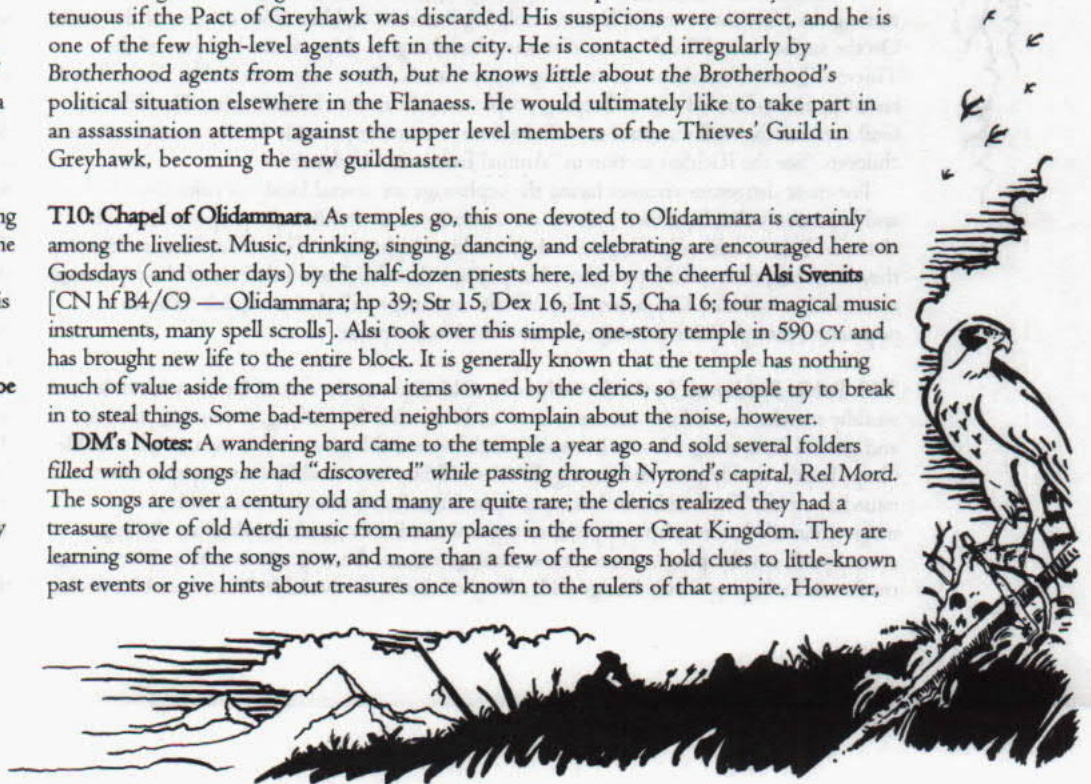 tenuous if the Pact of Greyhawk was discarded. His suspicions were correct, and he is
one of the few high-level agents left in the city. He is contacted irregularly by
Brotherhood agents from the south, but he knows little about the Brotherhood's
political situation elsewhere in the Flanaess. He would ultimately like to take part in
an assassination attempt against the upper level members of the Thieves' Guild in
Greyhawk, becoming the new guildmaster.
T10: Chapel of Olidammara. As temples go, this one devoted to Olidammara is certainly
among the liveliest. Music, drinking, singing, dancing, and celebrating are encouraged here on
Godsdays (and other days) by the half-dozen priests here, led by the cheerful Alsi Svenits
[CN hf B4/C9 — Olidammara; hp 39; Str 15, Dex 16, Int 15, Cha 16; four magical music
instruments, many spell scrolls]. Alsi took over this simple, one-story temple in 590 CY and
has brought new life to the entire block. It is generally known that the temple has nothing
much of value aside from the personal items owned by the clerics, so few people try to break
in to steal things. Some bad-tempered neighbors complain about the noise, however.
DM's Notes: A wandering bard came to the temple a year ago and sold several folders
filled with old songs he had "discovered" while passing through Nyrond's capital, Rel Mord.
The songs are over a century old and many are quite rare; the clerics realized they had a
treasure trove of old Aerdi music from many places in the former Great Kingdom. They are
learning some of the songs now, and more than a few of the songs hold clues to little-known
past events or give hints about treasures once known to the rulers of that empire. However,